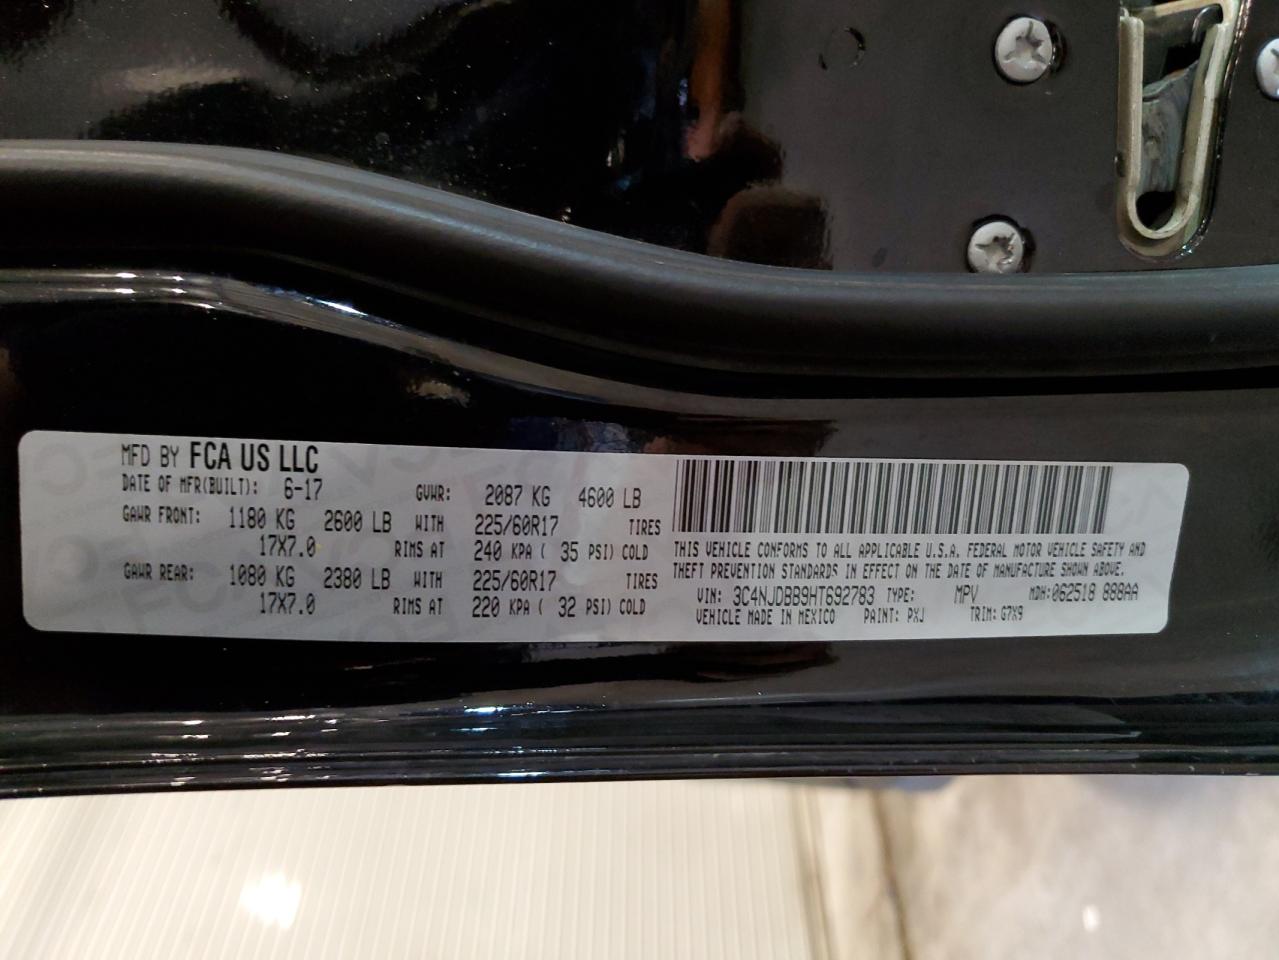 MFD BY FCA US LLC
DATE OF MFR(BUILT): 6-17 GVWR: 2087 KG 4600 LB
GAWR FRONT: 1180 KG 2600 LB WITH 225/60R17 TIRES
17X7.0 RIMS AT 240 KPA ( 35 PSI) COLD
GAWR REAR: 1080 KG 2380 LB WITH 225/60R17 TIRES
17X7.0 RIMS AT 220 KPA ( 32 PSI) COLD
THIS VEHICLE CONFORMS TO ALL APPLICABLE U.S.A. FEDERAL MOTOR VEHICLE SAFETY AND
THEFT PREVENTION STANDARDS IN EFFECT ON THE DATE OF MANUFACTURE SHOWN ABOVE.
VIN: 3C4NJDBB9HT692783 TYPE: MPV MDH:062518 888AA
VEHICLE MADE IN MEXICO PAINT: PXJ TRIM: G7X9